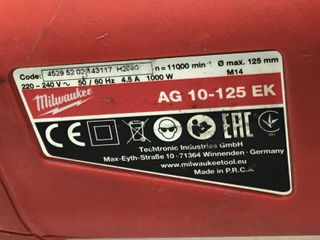 Code: 4529 52 02 143117 H2020 n = 11000 min⁻¹ Ø max. 125 mm
220 - 240 V ~ 50 / 60 Hz 4.5 A 1000 W M14
Milwaukee
AG 10-125 EK
CE EAC
Techtronic Industries GmbH
Max-Eyth-Straße 10 - 71364 Winnenden - Germany
www.milwaukeetool.eu
Made in P.R.C.